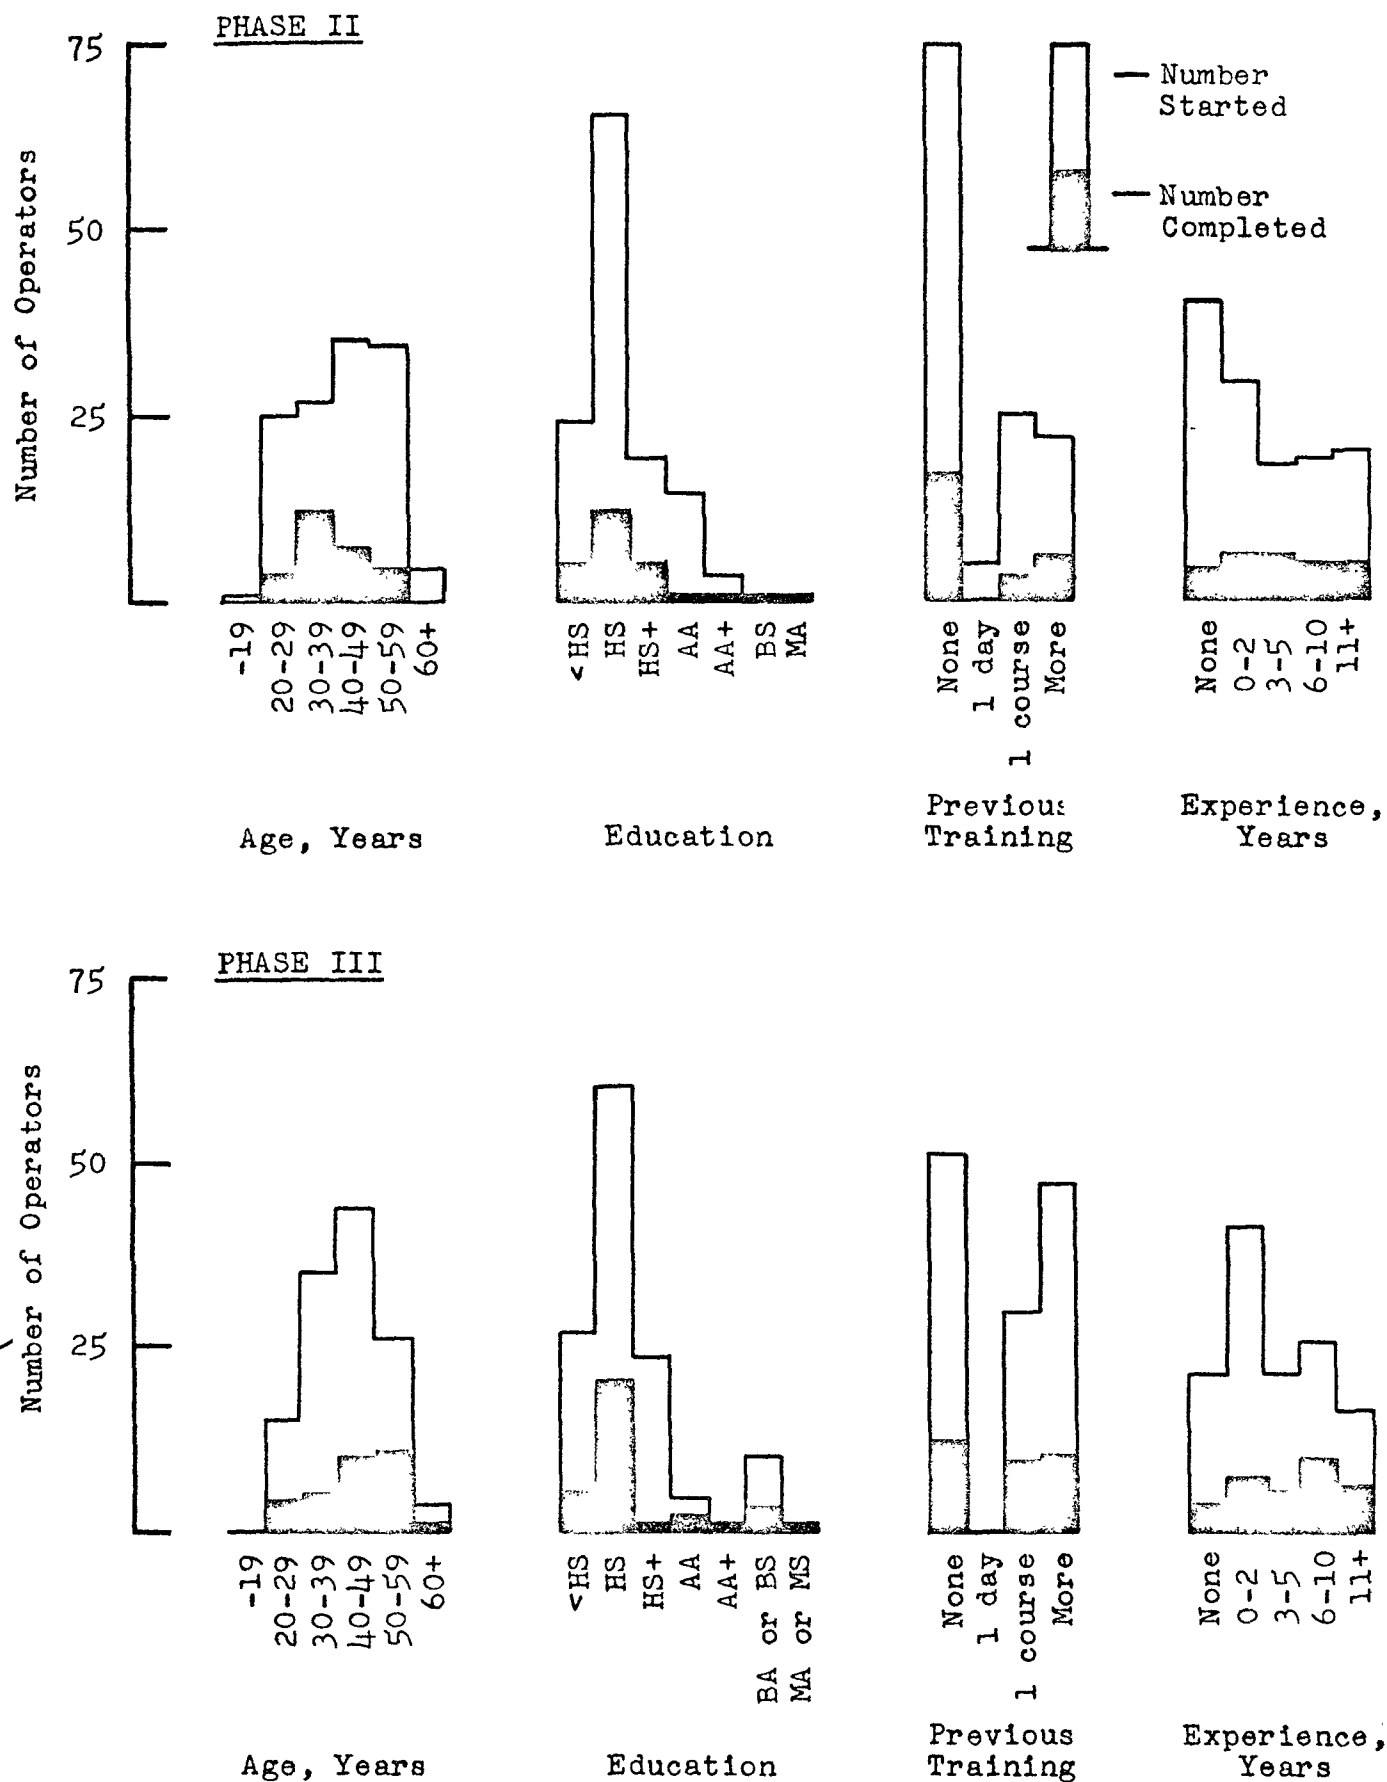 PHASE II
75
50
25
Number of Operators
Number
Started
Number
Completed
-19
20-29
30-39
40-49
50-59
60+
<HS
HS
HS+
AA
AA+
BS
MA
None
1 day
1 course
More
None
0-2
3-5
6-10
11+
Age, Years
Education
Previous
Training
Experience,
Years
PHASE III
75
50
25
Number of Operators
-19
20-29
30-39
40-49
50-59
60+
<HS
HS
HS+
AA
AA+
BA or BS
MA or MS
None
1 day
1 course
More
None
0-2
3-5
6-10
11+
Age, Years
Education
Previous
Training
Experience,
Years